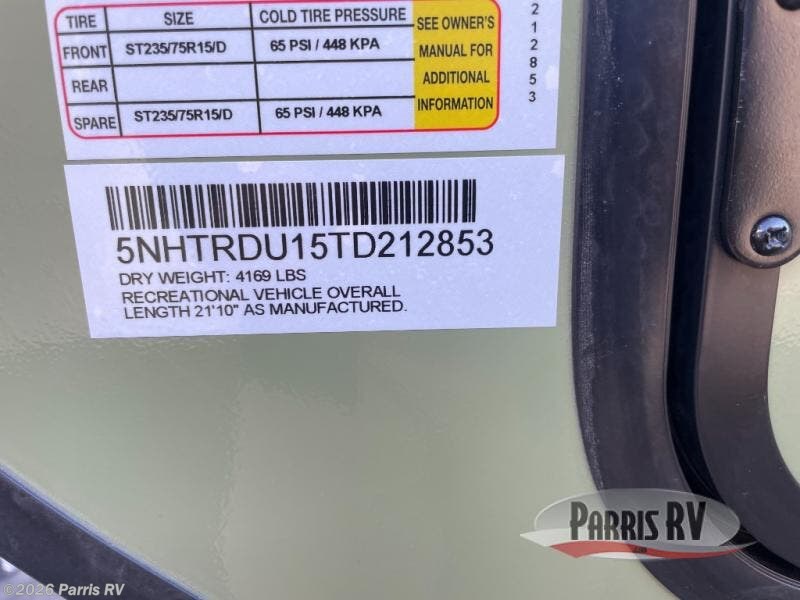 TIRE SIZE COLD TIRE PRESSURE
FRONT ST235/75R15/D 65 PSI / 448 KPA
REAR
SPARE ST235/75R15/D 65 PSI / 448 KPA
SEE OWNER'S
MANUAL FOR
ADDITIONAL
INFORMATION
2
1
2
8
5
3
5NHTRDU15TD212853
DRY WEIGHT: 4169 LBS
RECREATIONAL VEHICLE OVERALL
LENGTH 21'10" AS MANUFACTURED.
PARRIS RV
©2026 Parris RV